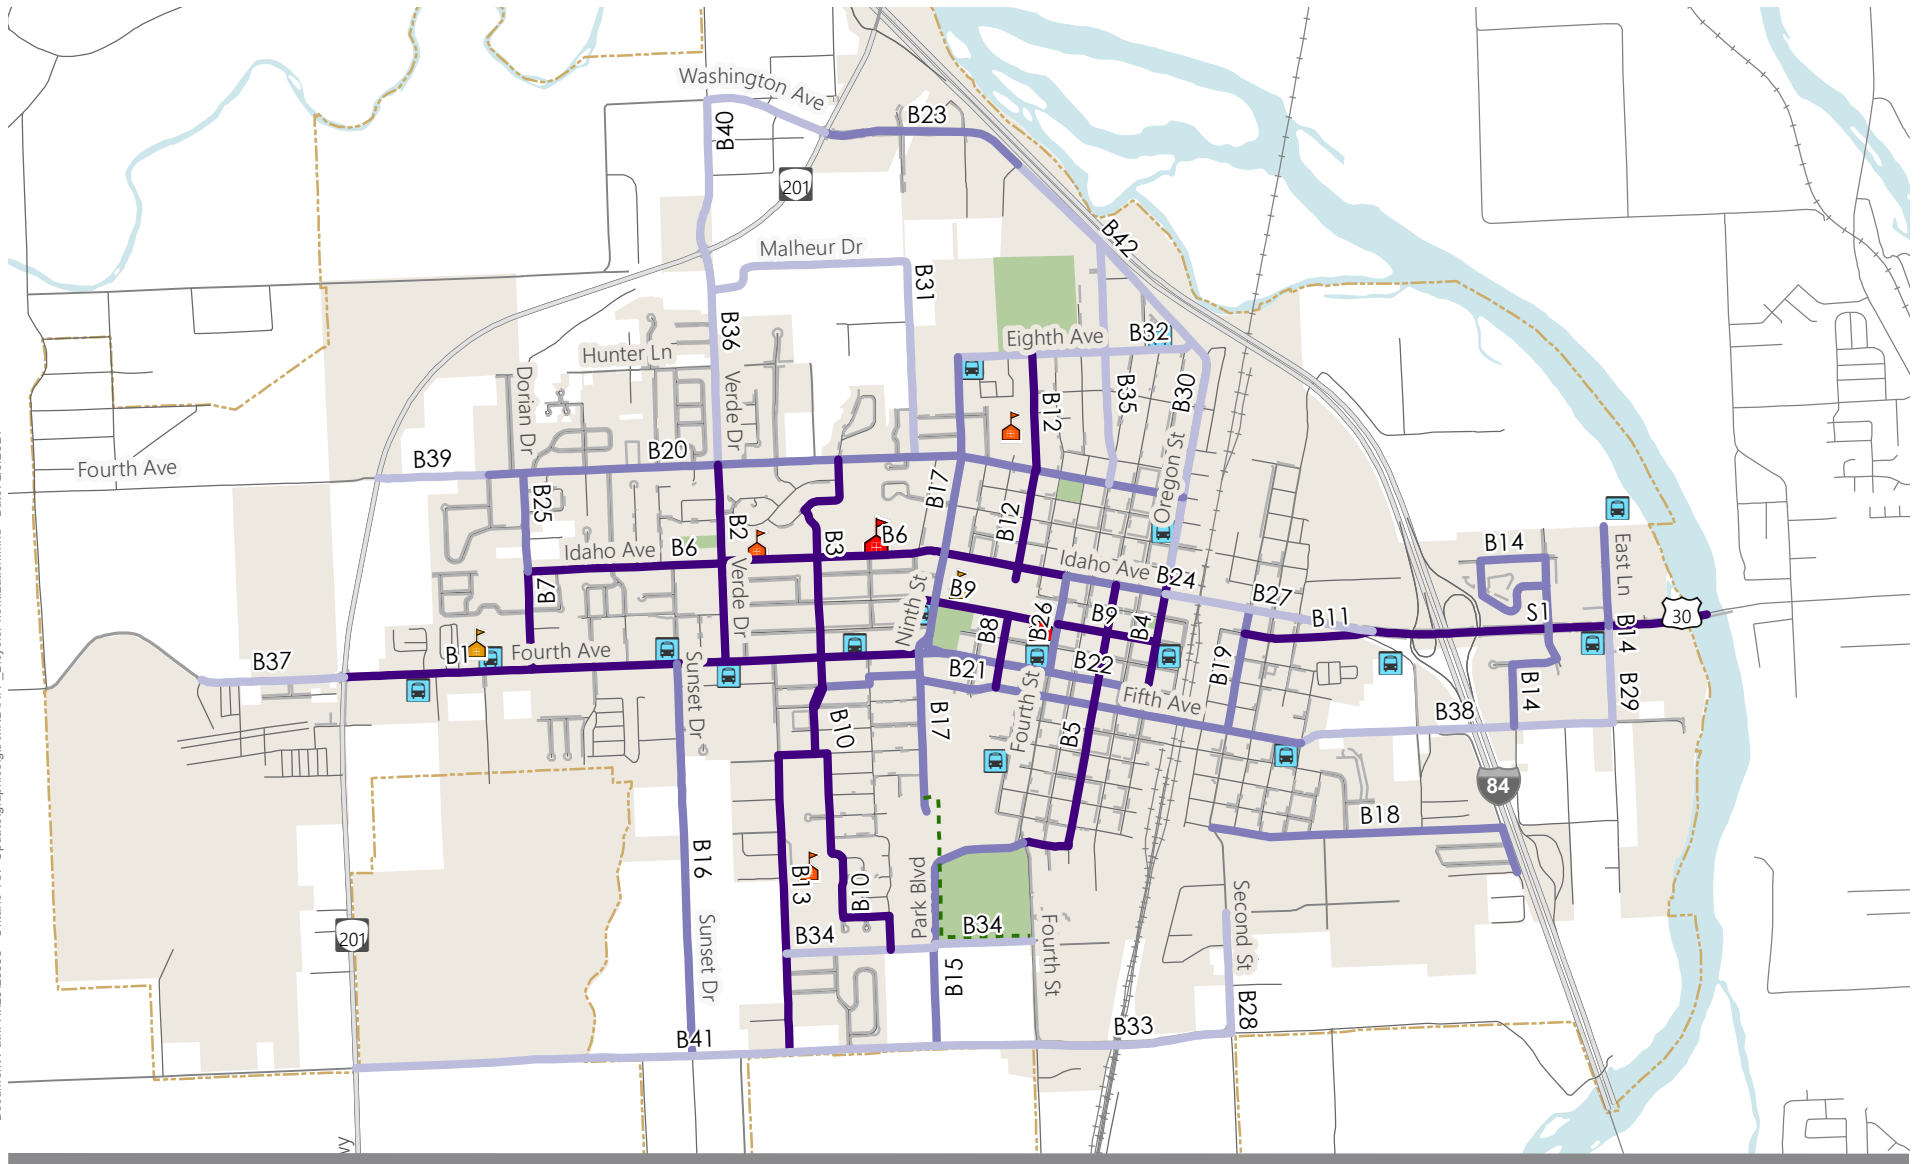 Washington Ave
B23
B40
201
B42
Malheur Dr
B31
B36
Eighth Ave
B32
Hunter Ln
Dorian Dr
Verde Dr
B12
B35
B30
B39
B20
Fourth Ave
B17
Oregon St
B25
B2
B3
B6
B12
Idaho Ave
B6
Idaho Ave
B24
B14
East Ln
B7
Verde Dr
Ninth St
B9
B26
B9
B4
B27
B11
S1
30
B8
B14
B37
B1
Fourth Ave
Sunset Dr
B21
B22
B19
Fourth St
Fifth Ave
B14
B29
B10
B17
B5
B38
84
B18
B16
B13
B10
Park Blvd
Second St
201
Sunset Dr
B34
B34
Fourth St
B15
B28
B41
B33